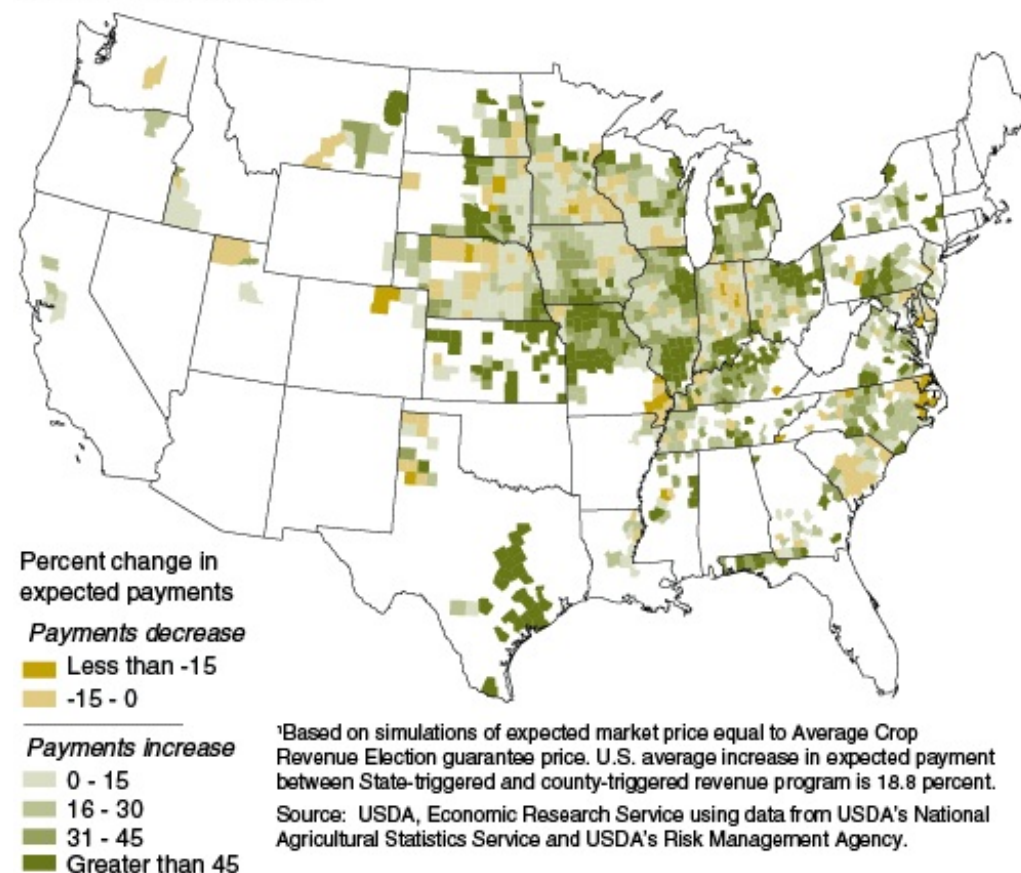 Percent change in
expected payments
Payments decrease
Less than -15
-15 - 0
Payments increase
0 - 15
16 - 30
31 - 45
Greater than 45
¹Based on simulations of expected market price equal to Average Crop
Revenue Election guarantee price. U.S. average increase in expected payment
between State-triggered and county-triggered revenue program is 18.8 percent.
Source: USDA, Economic Research Service using data from USDA's National
Agricultural Statistics Service and USDA's Risk Management Agency.